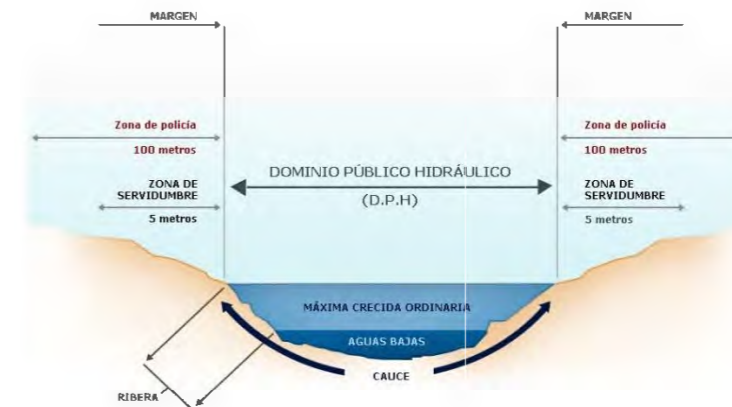 MARGEN
MARGEN
Zona de policía
100 metros
Zona de policía
100 metros
DOMINIO PÚBLICO HIDRÁULICO
(D.P.H)
ZONA DE
SERVIDUMBRE
5 metros
ZONA DE
SERVIDUMBRE
5 metros
MÁXIMA CRECIDA ORDINARIA
AGUAS BAJAS
CAUCE
RIBERA